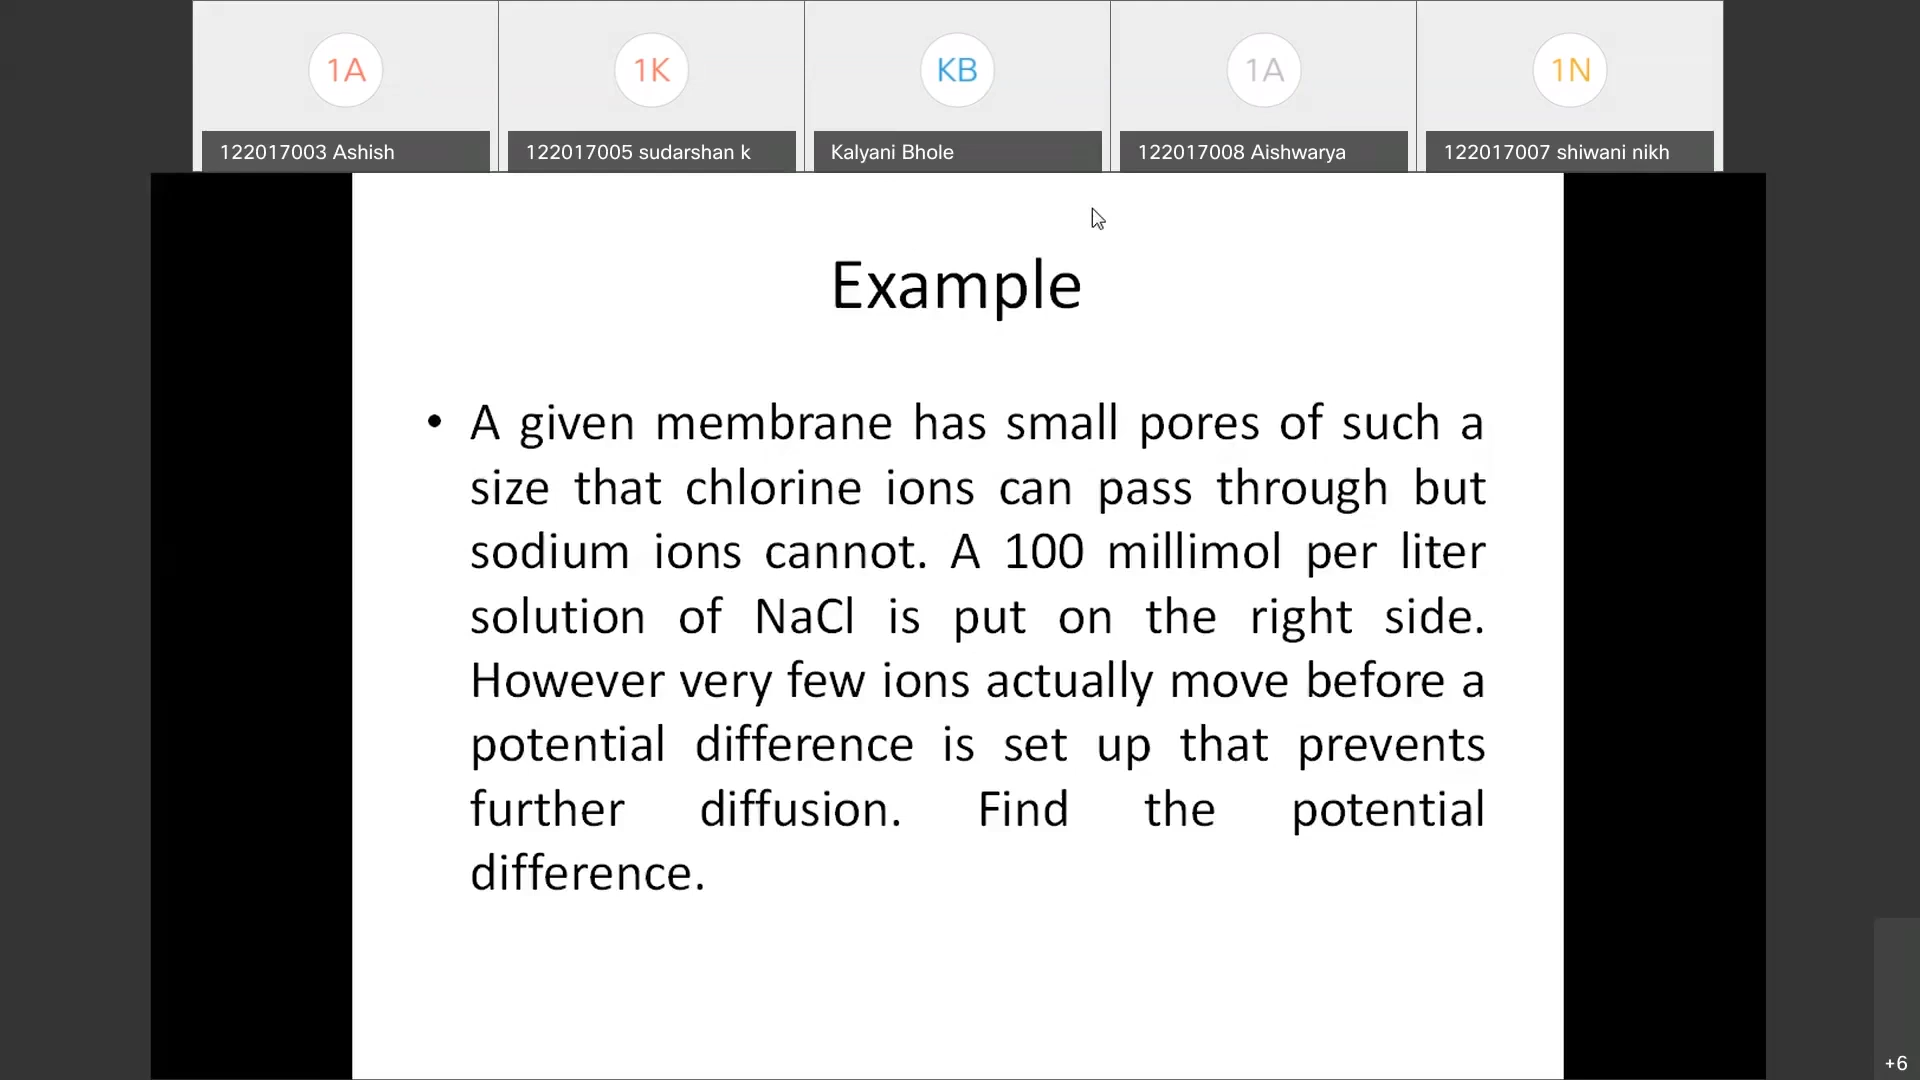 1A 1K KB 1A 1N
122017003 Ashish 122017005 sudarshan k Kalyani Bhole 122017008 Aishwarya 122017007 shiwani nikh
Example
• A given membrane has small pores of such a
size that chlorine ions can pass through but
sodium ions cannot. A 100 millimol per liter
solution of NaCl is put on the right side.
However very few ions actually move before a
potential difference is set up that prevents
further diffusion. Find the potential
difference.
+6